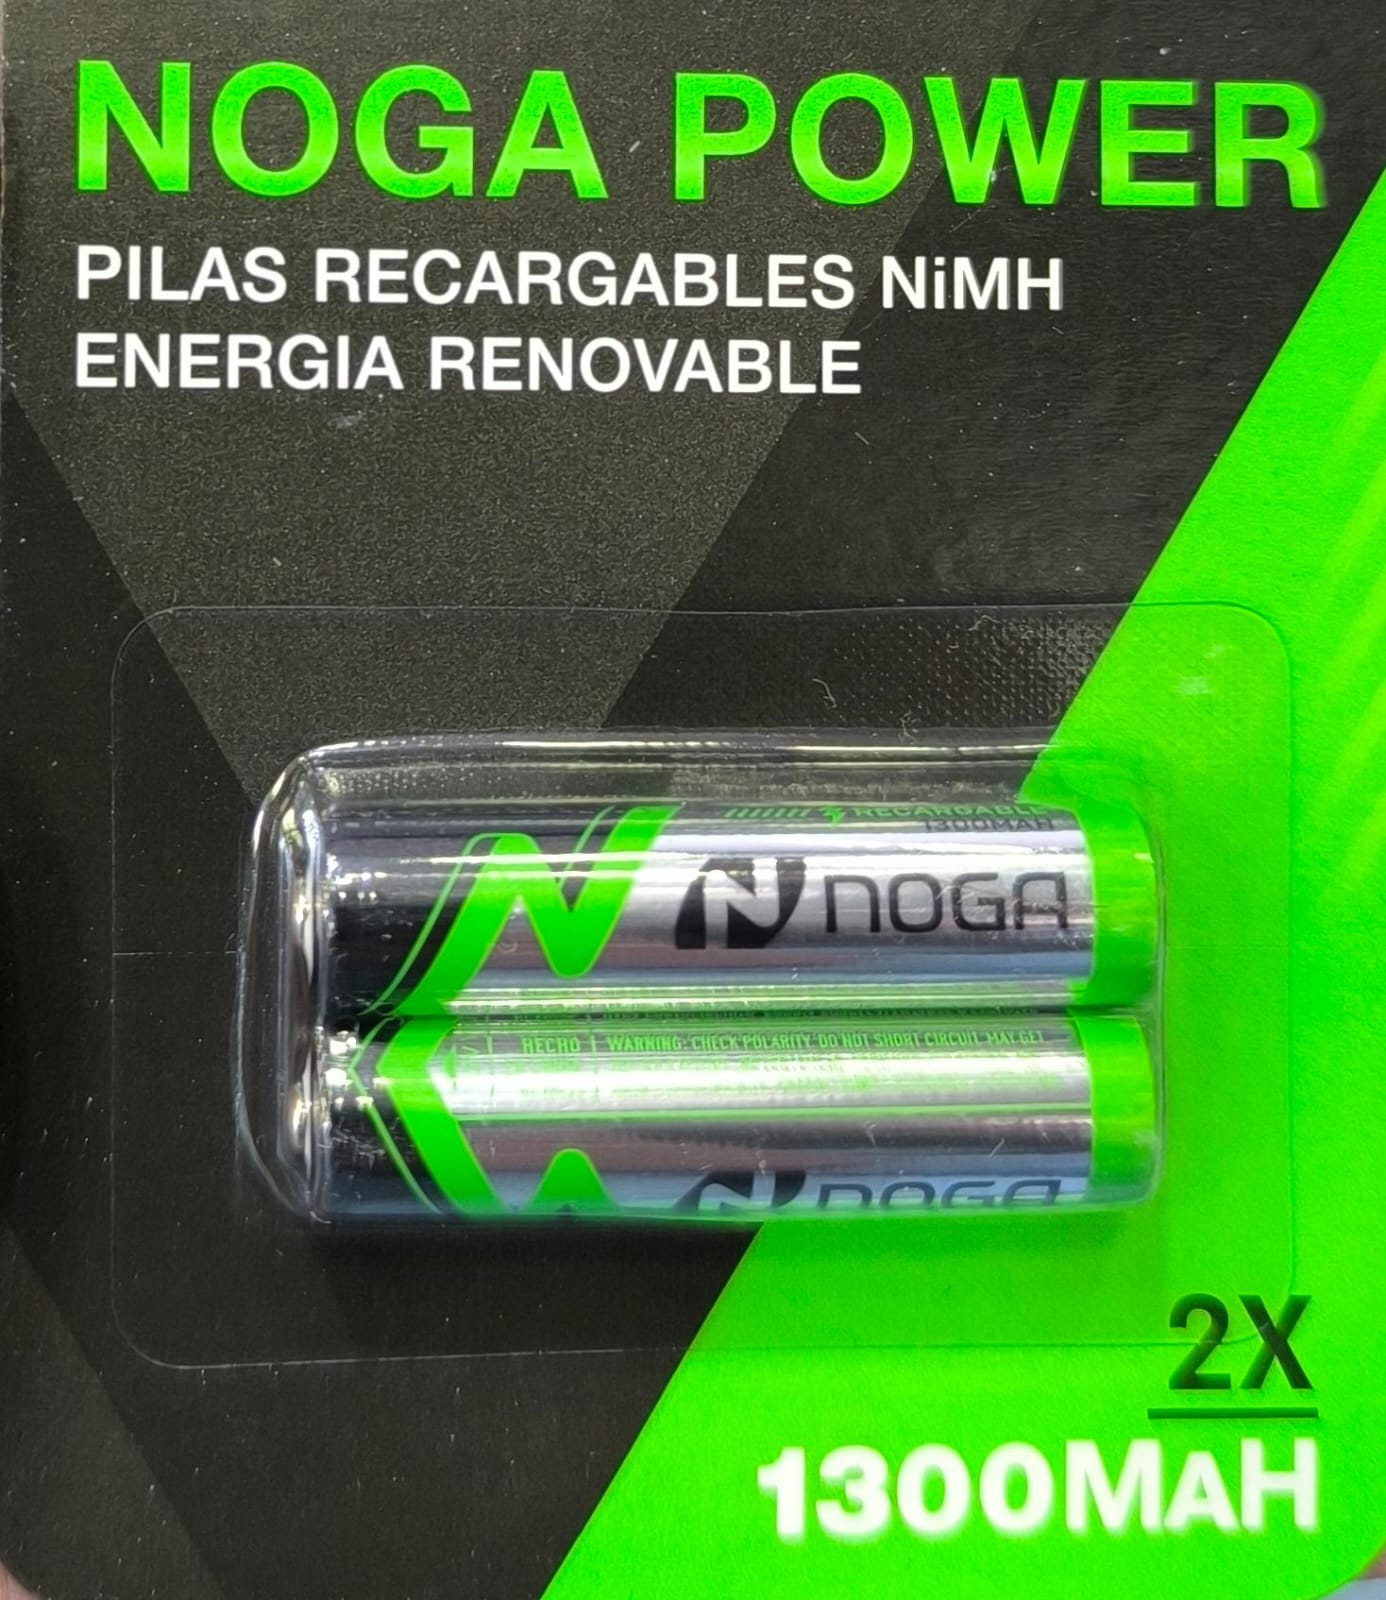 NOGA POWER
PILAS RECARGABLES NiMH
ENERGIA RENOVABLE
RECARGABLE
1300MAH
NOGA
HECHO | WARNING: CHECK POLARITY DO NOT SHORT CIRCUIT MAY GET
NOGA
2X
1300MAH